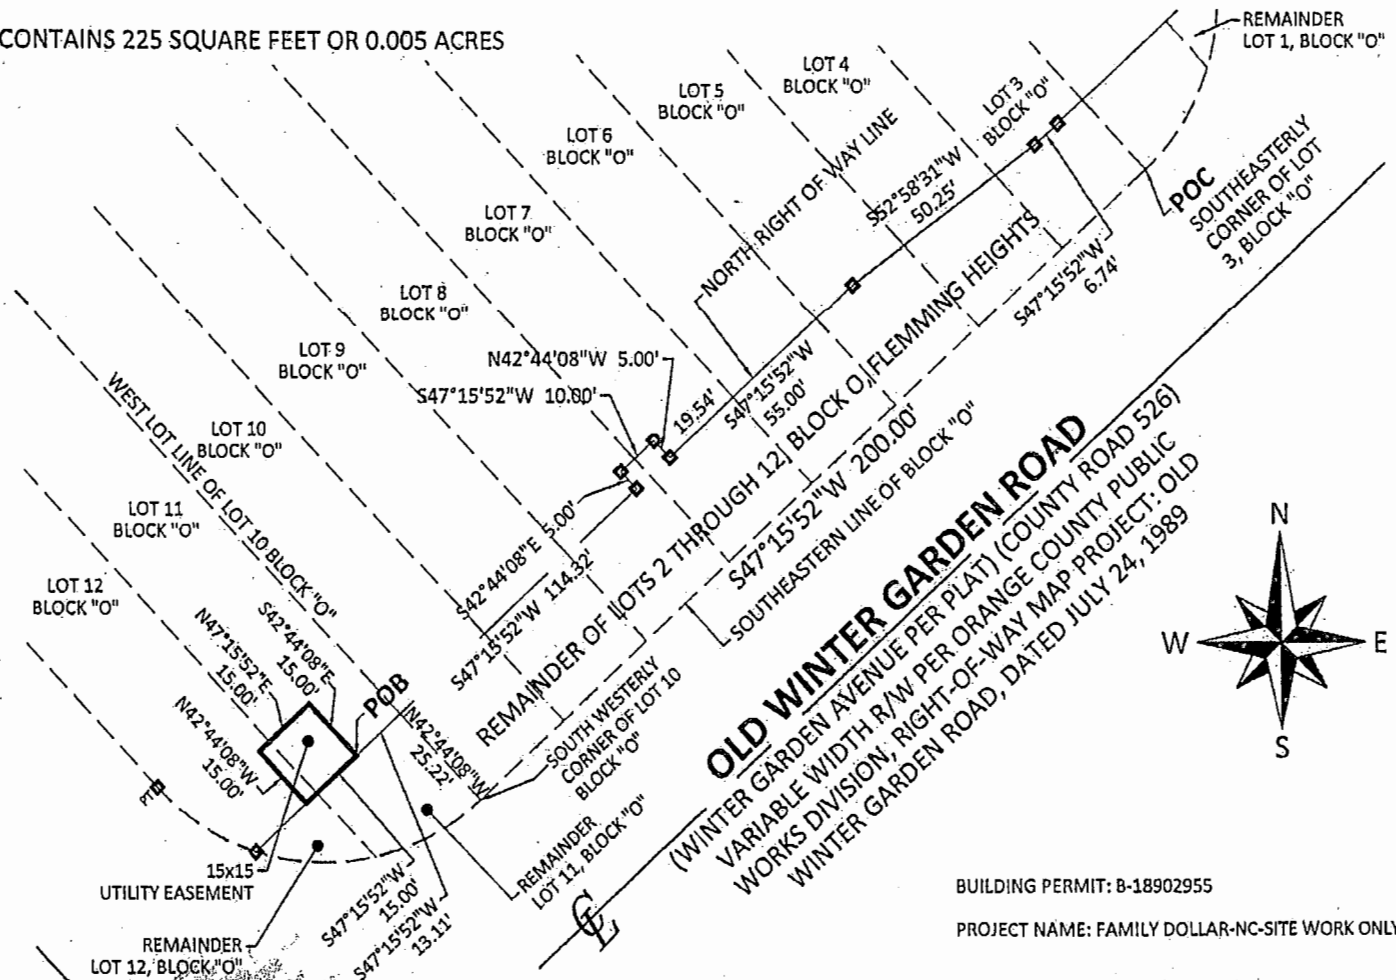 CONTAINS 225 SQUARE FEET OR 0.005 ACRES
REMAINDER
LOT 1, BLOCK "O"
LOT 3
BLOCK "O"
LOT 4
BLOCK "O"
LOT 5
BLOCK "O"
LOT 6
BLOCK "O"
LOT 7
BLOCK "O"
LOT 8
BLOCK "O"
LOT 9
BLOCK "O"
LOT 10
BLOCK "O"
LOT 11
BLOCK "O"
LOT 12
BLOCK "O"
NORTH RIGHT OF WAY LINE
S52°58'31"W
50.25'
POC
SOUTHEASTERLY
CORNER OF LOT
3, BLOCK "O"
S47°15'52"W
6.74'
N42°44'08"W 5.00'
S47°15'52"W 10.00'
19.54'
S47°15'52"W
55.00'
WEST LOT LINE OF LOT 10 BLOCK "O"
S42°44'08"E 5.00'
S47°15'52"W 114.32'
REMAINDER OF LOTS 2 THROUGH 12, BLOCK O, FLEMMING HEIGHTS
S47°15'52"W 200.00'
SOUTHEASTERN LINE OF BLOCK "O"
OLD WINTER GARDEN ROAD
(WINTER GARDEN AVENUE PER PLAT) (COUNTY ROAD 526)
VARIABLE WIDTH R/W PER ORANGE COUNTY PUBLIC
WORKS DIVISION, RIGHT-OF-WAY MAP PROJECT: OLD
WINTER GARDEN ROAD, DATED JULY 24, 1989
N
W
E
S
S42°44'08"E
15.00'
N47°15'52"E
15.00'
N42°44'08"W
15.00'
POB
N42°44'08"W
25.22'
SOUTH WESTERLY
CORNER OF LOT 10
BLOCK "O"
PT
15x15
UTILITY EASEMENT
REMAINDER
LOT 11, BLOCK "O"
S47°15'52"W
15.00'
S47°15'52"W
13.11'
REMAINDER
LOT 12, BLOCK "O"
CL
BUILDING PERMIT: B-18902955
PROJECT NAME: FAMILY DOLLAR-NC-SITE WORK ONLY